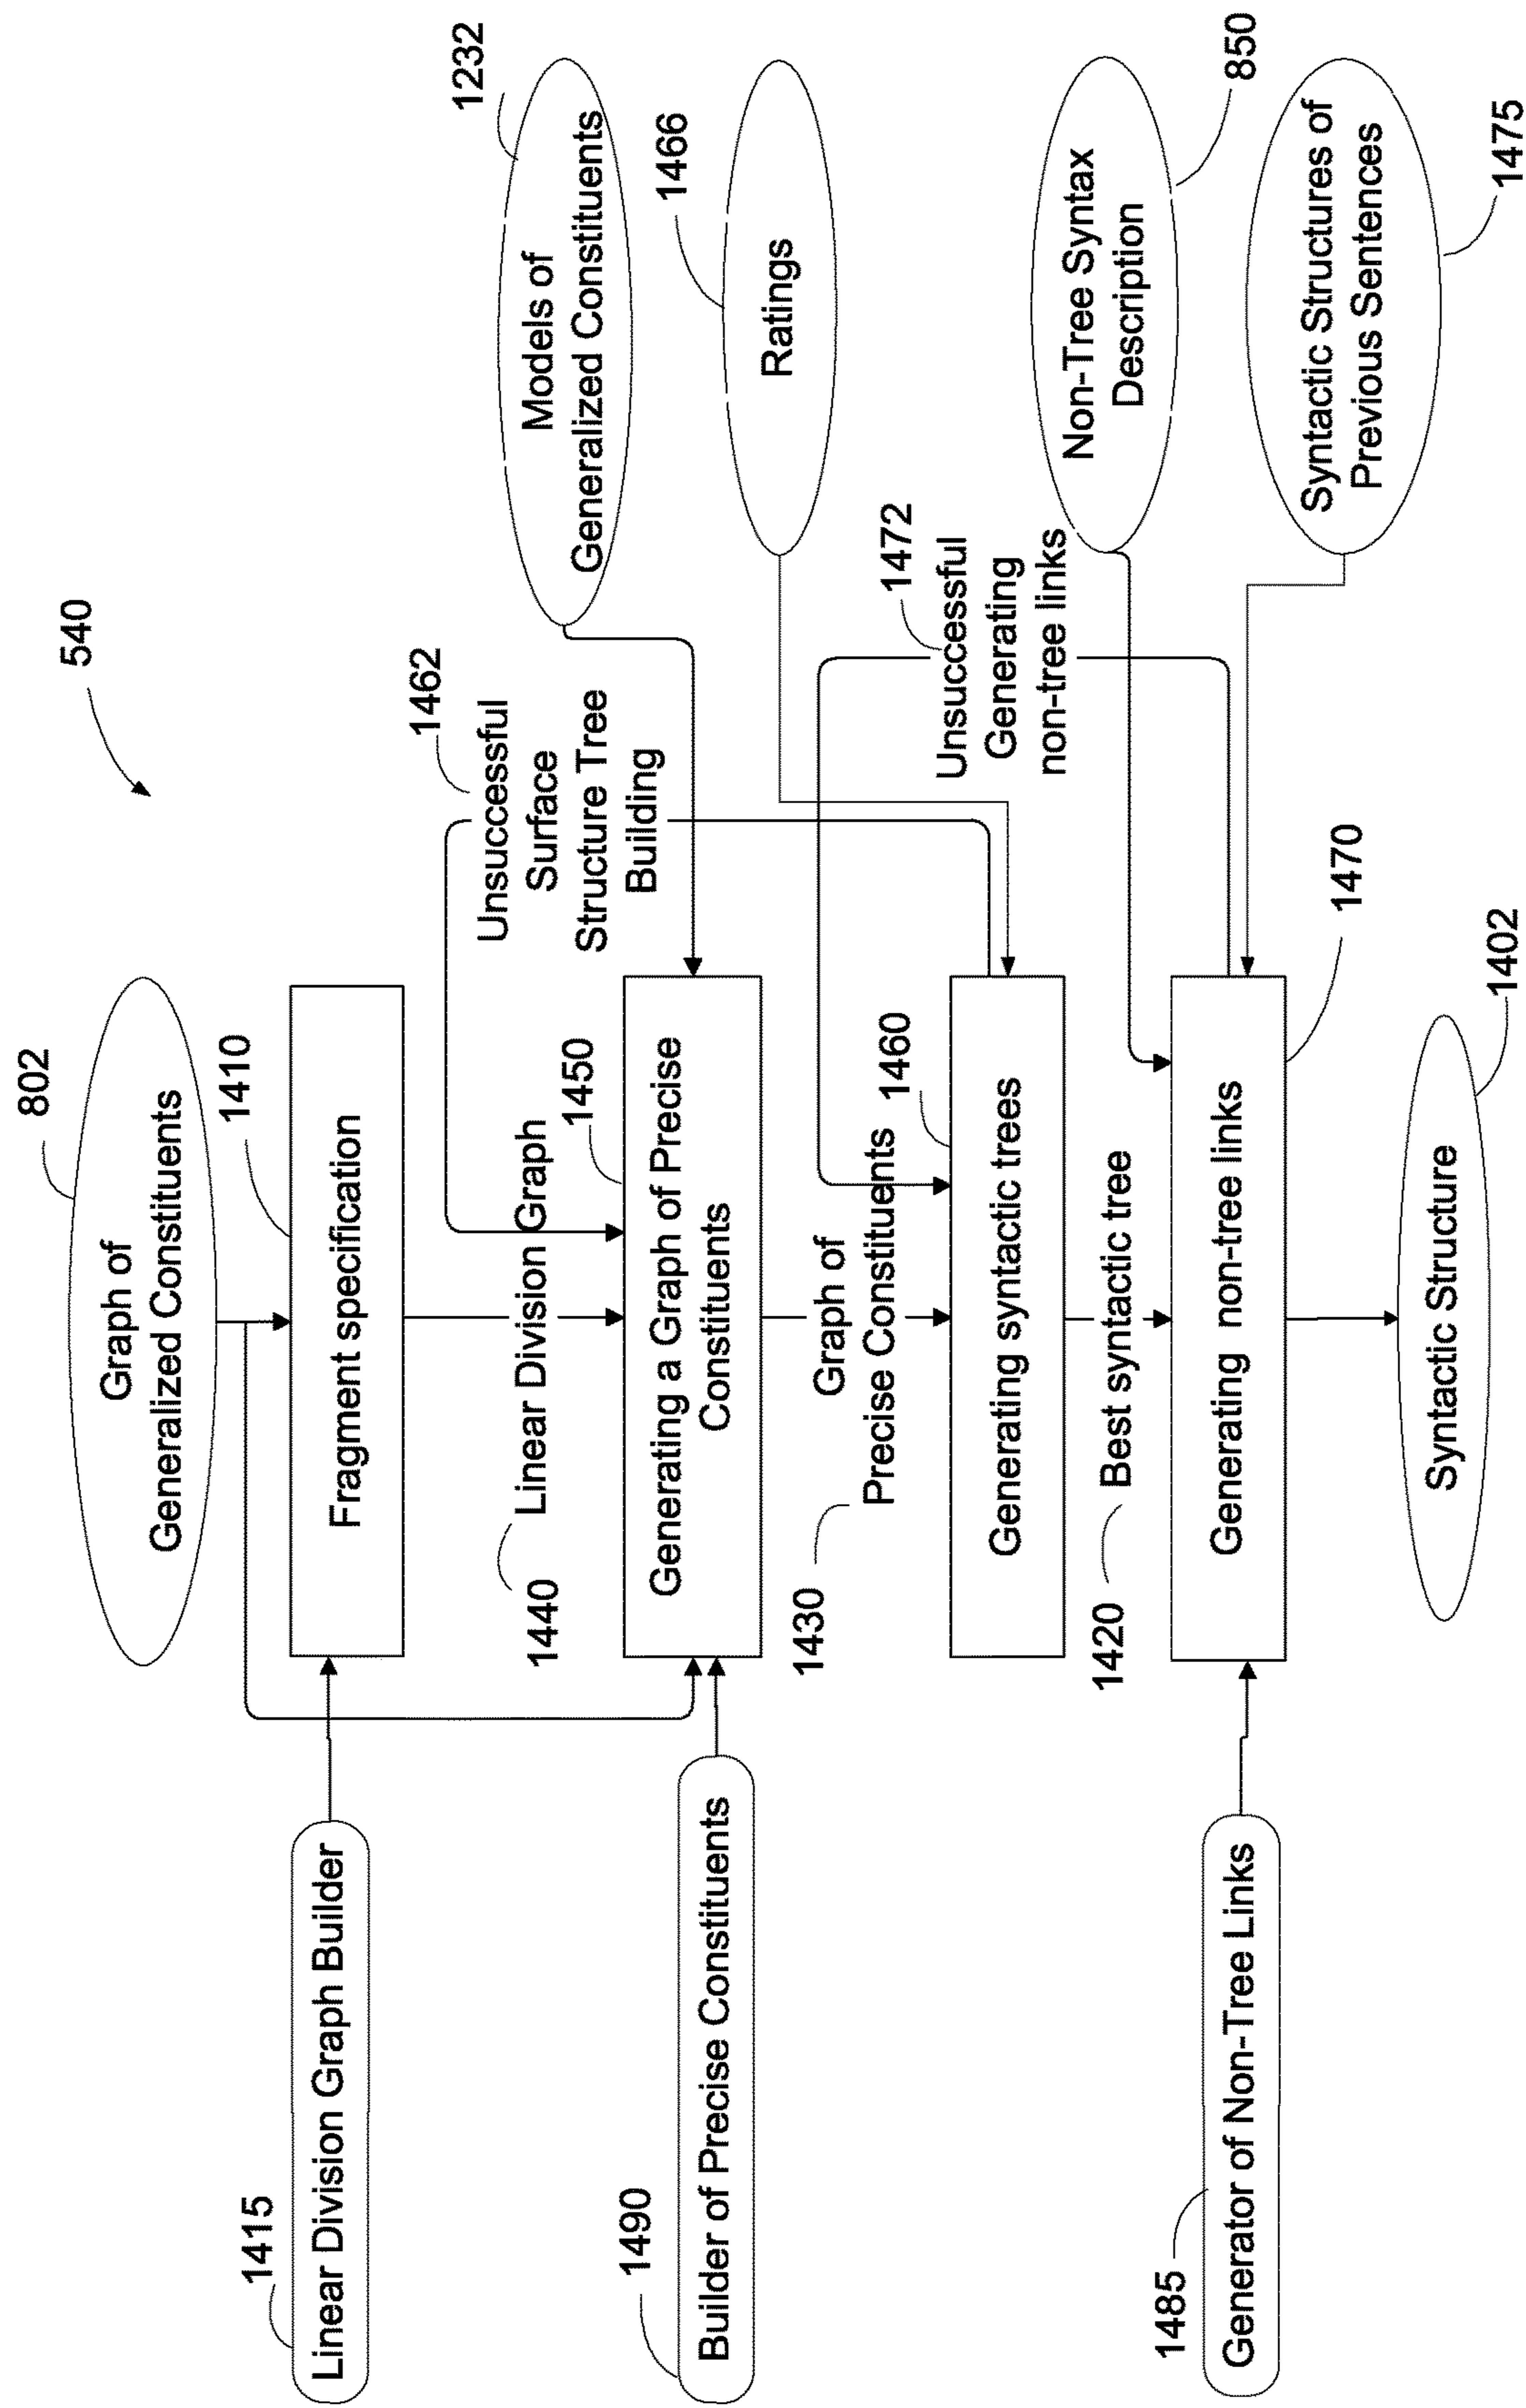 540
802
Graph of
Generalized Constituents
1415
Linear Division Graph Builder
1410
Fragment specification
1462
Unsuccessful
Surface
Structure Tree
Building
1232
Models of
Generalized Constituents
1440
Linear Division Graph
1490
Builder of Precise Constituents
1450
Generating a Graph of Precise
Constituents
1466
Ratings
1430
Graph of
Precise Constituents
1460
Generating syntactic trees
1472
Unsuccessful
Generating
non-tree links
850
Non-Tree Syntax
Description
1420
Best syntactic tree
1485
Generator of Non-Tree Links
Generating non-tree links
1470
Syntactic Structures of
Previous Sentences
1475
Syntactic Structure
1402